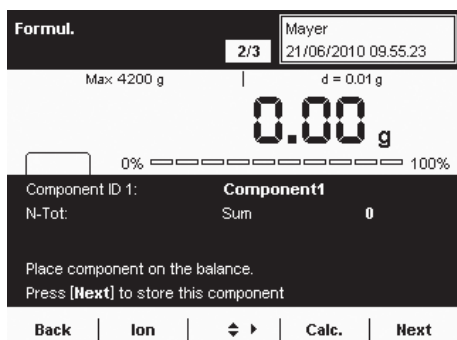 Formul.
2/3
Mayer
21/06/2010 09.55.23
Max 4200 g | d = 0.01 g
0.00 g
0% 100%
Component ID 1: Component1
N-Tot: Sum 0
Place component on the balance.
Press [Next] to store this component
Back | Ion | Calc. | Next